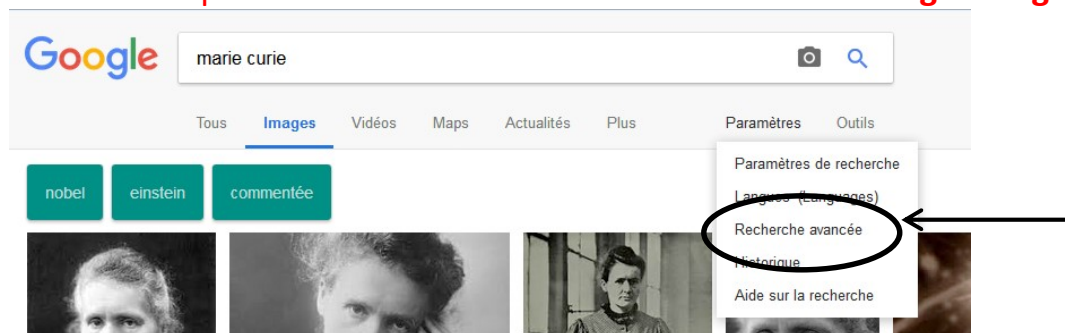 Google marie curie
Tous Images Vidéos Maps Actualités Plus Paramètres Outils
nobel einstein commentée
Paramètres de recherche
Langues (Languages)
Recherche avancée
Historique
Aide sur la recherche